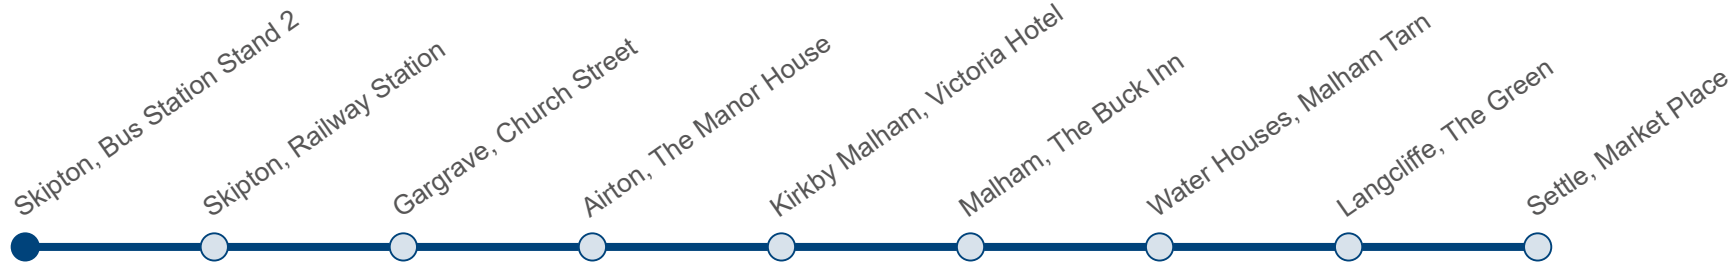 Skipton, Bus Station Stand 2
Skipton, Railway Station
Gargrave, Church Street
Airton, The Manor House
Kirkby Malham, Victoria Hotel
Malham, The Buck Inn
Water Houses, Malham Tarn
Langcliffe, The Green
Settle, Market Place